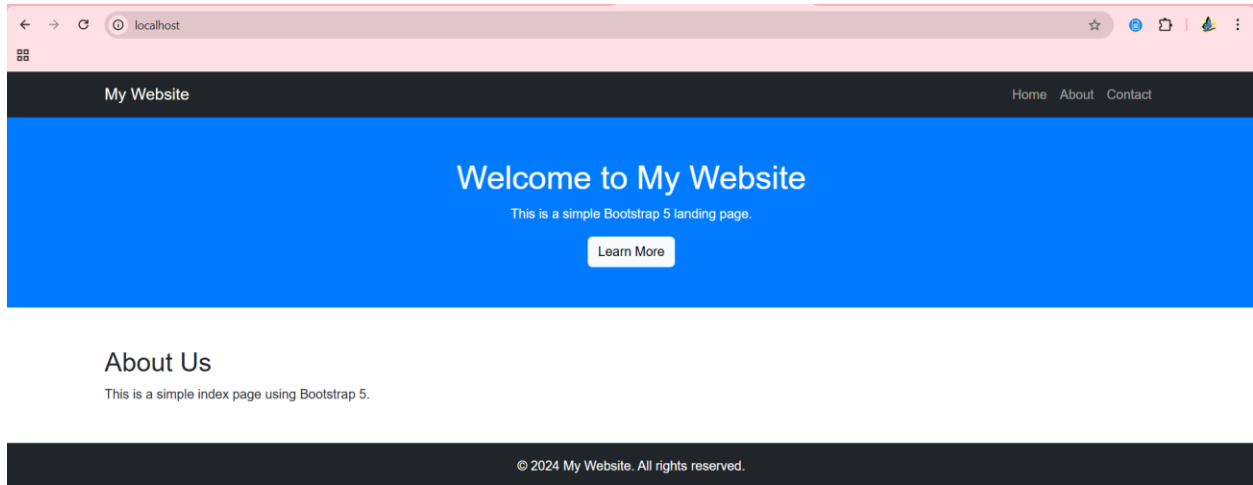 localhost
My Website
Home About Contact
Welcome to My Website
This is a simple Bootstrap 5 landing page.
Learn More
About Us
This is a simple index page using Bootstrap 5.
© 2024 My Website. All rights reserved.